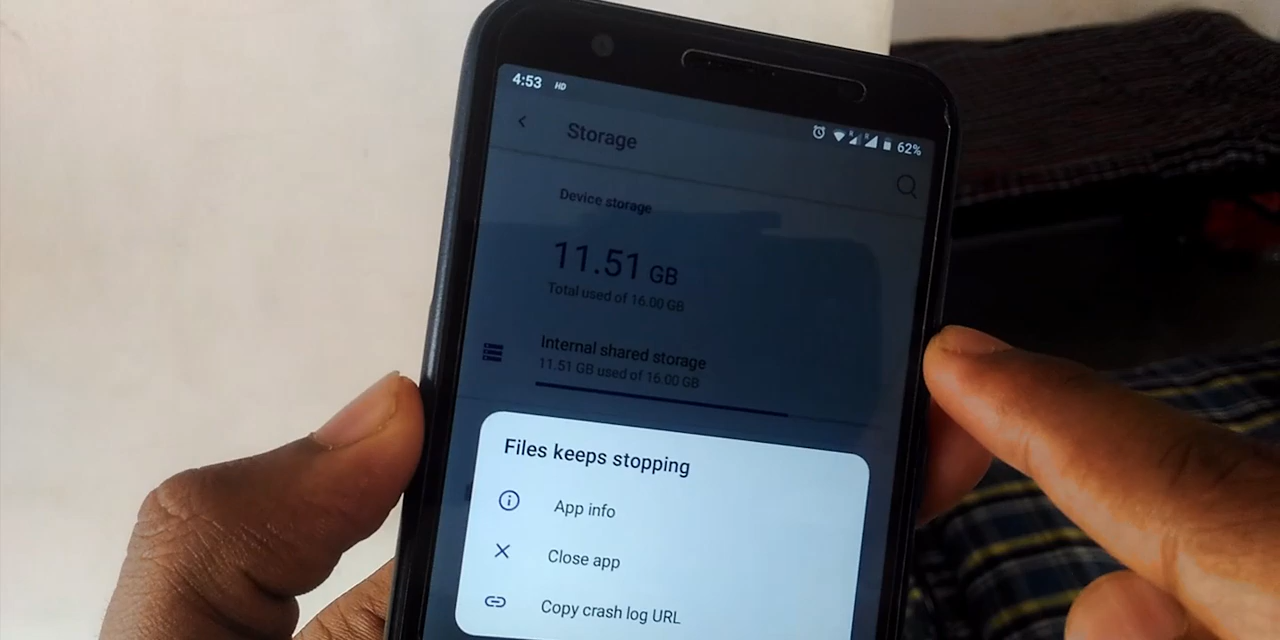 4:53 HD
62%
Storage
Device storage
11.51 GB
Total used of 16.00 GB
Internal shared storage
11.51 GB used of 16.00 GB
Files keeps stopping
App info
Close app
Copy crash log URL